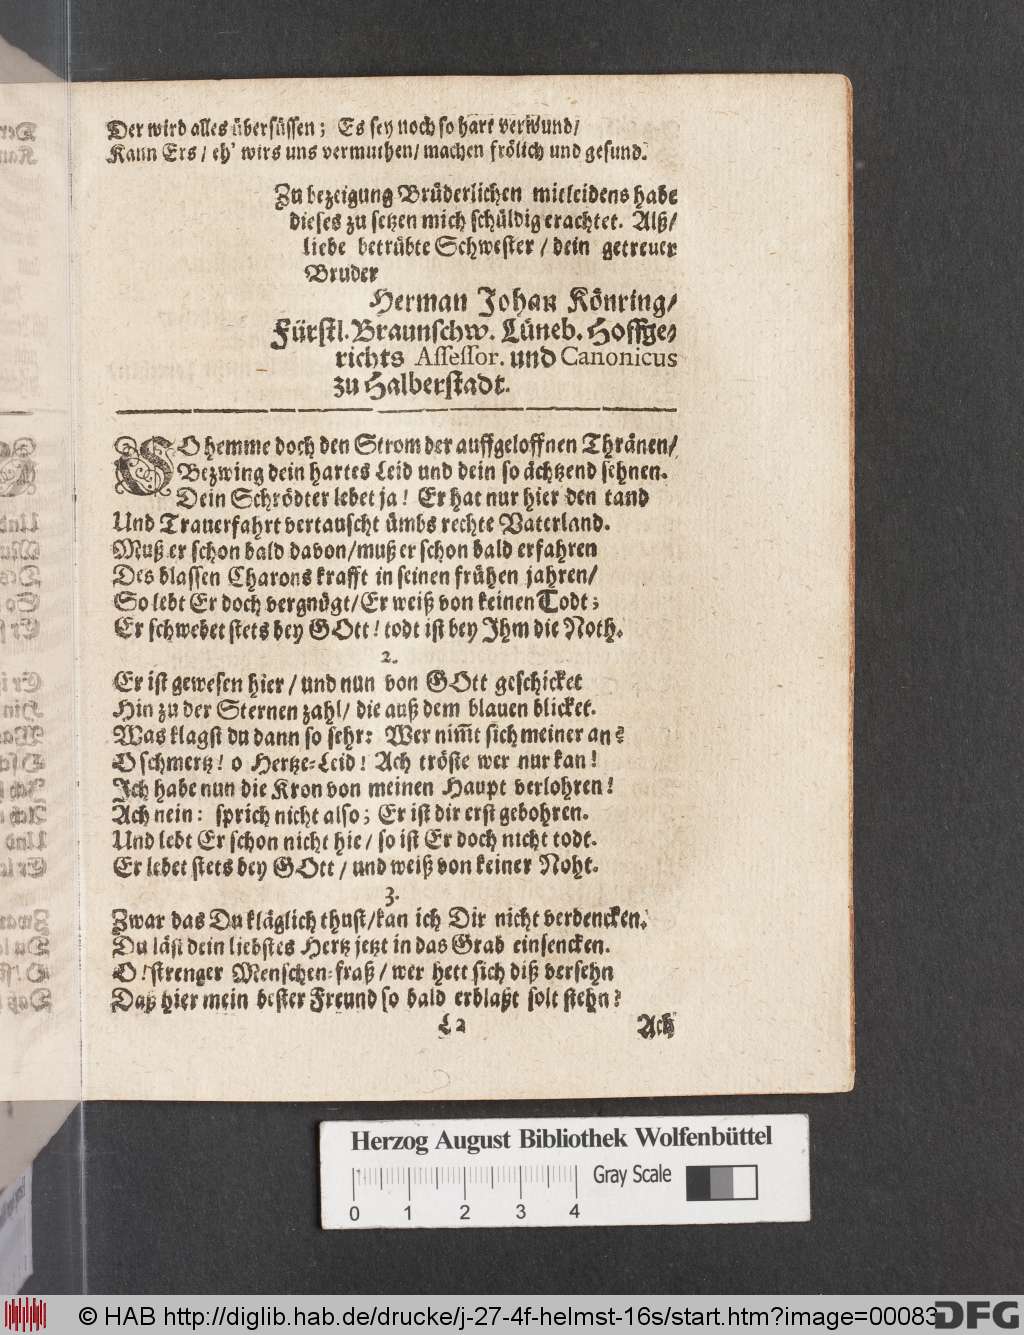 Der wird alles übersüssen; Es sey noch so hart verwund/
Kann Ers/ eh' wirs uns vermuthen/ machen frölich und gesund.
Zu bezeigung Brüderlichen mitleidens habe
dieses zu setzen mich schüldig erachtet. Alß/
liebe betrübte Schwester/ dein getreuer
Bruder
Herman Johan Könring/
Fürstl. Braunschw. Lüneb. Hoffge-
richts Assessor. und Canonicus
zu Halberstadt.
SO hemme doch den Strom der auffgeloffnen Thränen/
Bezwing dein hartes Leid und dein so ächtzend sehnen.
Dein Schrödter lebet ja! Er hat nur hier den tand
Und Trauerfahrt vertauscht ümbs rechte Vaterland.
Muß er schon bald davon/ muß er schon bald erfahren
Des blassen Charons krafft in seinen frühen jahren/
So lebt Er doch vergnügt/ Er weiß von keinen Todt;
Er schwebet stets bey GOtt! todt ist bey Ihm die Noth.
2.
Er ist gewesen hier/ und nun von GOtt geschicket
Hin zu der Sternen zahl/ die auß dem blauen blicket.
Was klagst du dann so sehr: Wer nim̃t sich meiner an?
O schmertz! o Hertze-Leid! Ach tröste wer nur kan!
Ich habe nun die Kron von meinen Haupt verlohren!
Ach nein: sprich nicht also; Er ist dir erst gebohren.
Und lebt Er schon nicht hie/ so ist Er doch nicht todt.
Er lebet stets bey GOtt/ und weiß von keiner Noht.
3.
Zwar das Du kläglich thust/ kan ich Dir nicht verdencken.
Du läst dein liebstes Hertz jetzt in das Grab einsencken.
O! strenger Menschen-fraß/ wer hett sich diß versehn
Daß hier mein bester Freund so bald erblaßt solt stehn?
L 2 Ach
Herzog August Bibliothek Wolfenbüttel
Gray Scale
0 1 2 3 4
© HAB http://diglib.hab.de/drucke/j-27-4f-helmst-16s/start.htm?image=00083
DFG